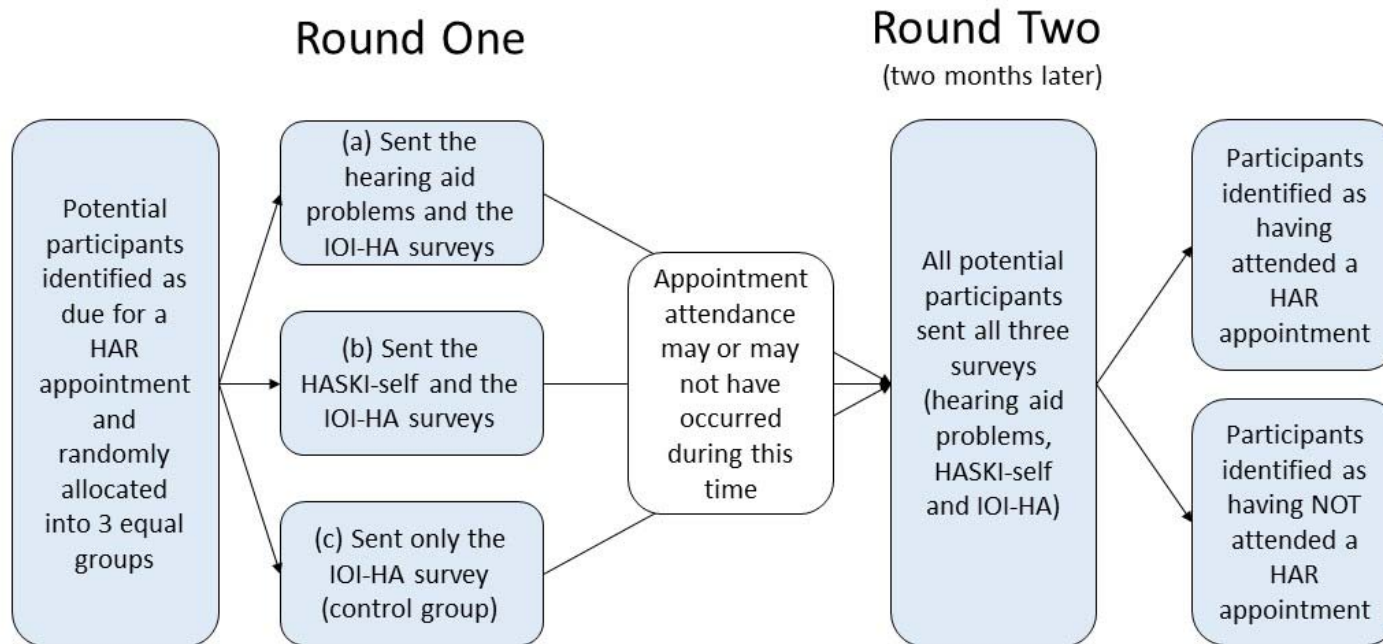 Round One
Round Two
(two months later)
Potential
participants
identified as
due for a
HAR
appointment
and
randomly
allocated
into 3 equal
groups
(a) Sent the
hearing aid
problems and the
IOI-HA surveys
(b) Sent the
HASKI-self and the
IOI-HA surveys
(c) Sent only the
IOI-HA survey
(control group)
Appointment
attendance
may or may
not have
occurred
during this
time
All potential
participants
sent all three
surveys
(hearing aid
problems,
HASKI-self
and IOI-HA)
Participants
identified as
having
attended a
HAR
appointment
Participants
identified as
having NOT
attended a
HAR
appointment